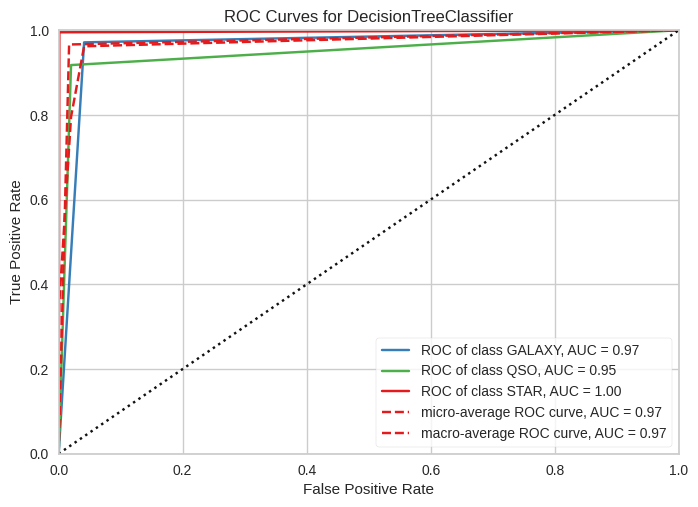 ROC Curves for DecisionTreeClassifier
1.0
0.8
0.6
0.4
0.2
0.0
True Positive Rate
ROC of class GALAXY, AUC = 0.97
ROC of class QSO, AUC = 0.95
ROC of class STAR, AUC = 1.00
micro-average ROC curve, AUC = 0.97
macro-average ROC curve, AUC = 0.97
0.0 0.2 0.4 0.6 0.8 1.0
False Positive Rate